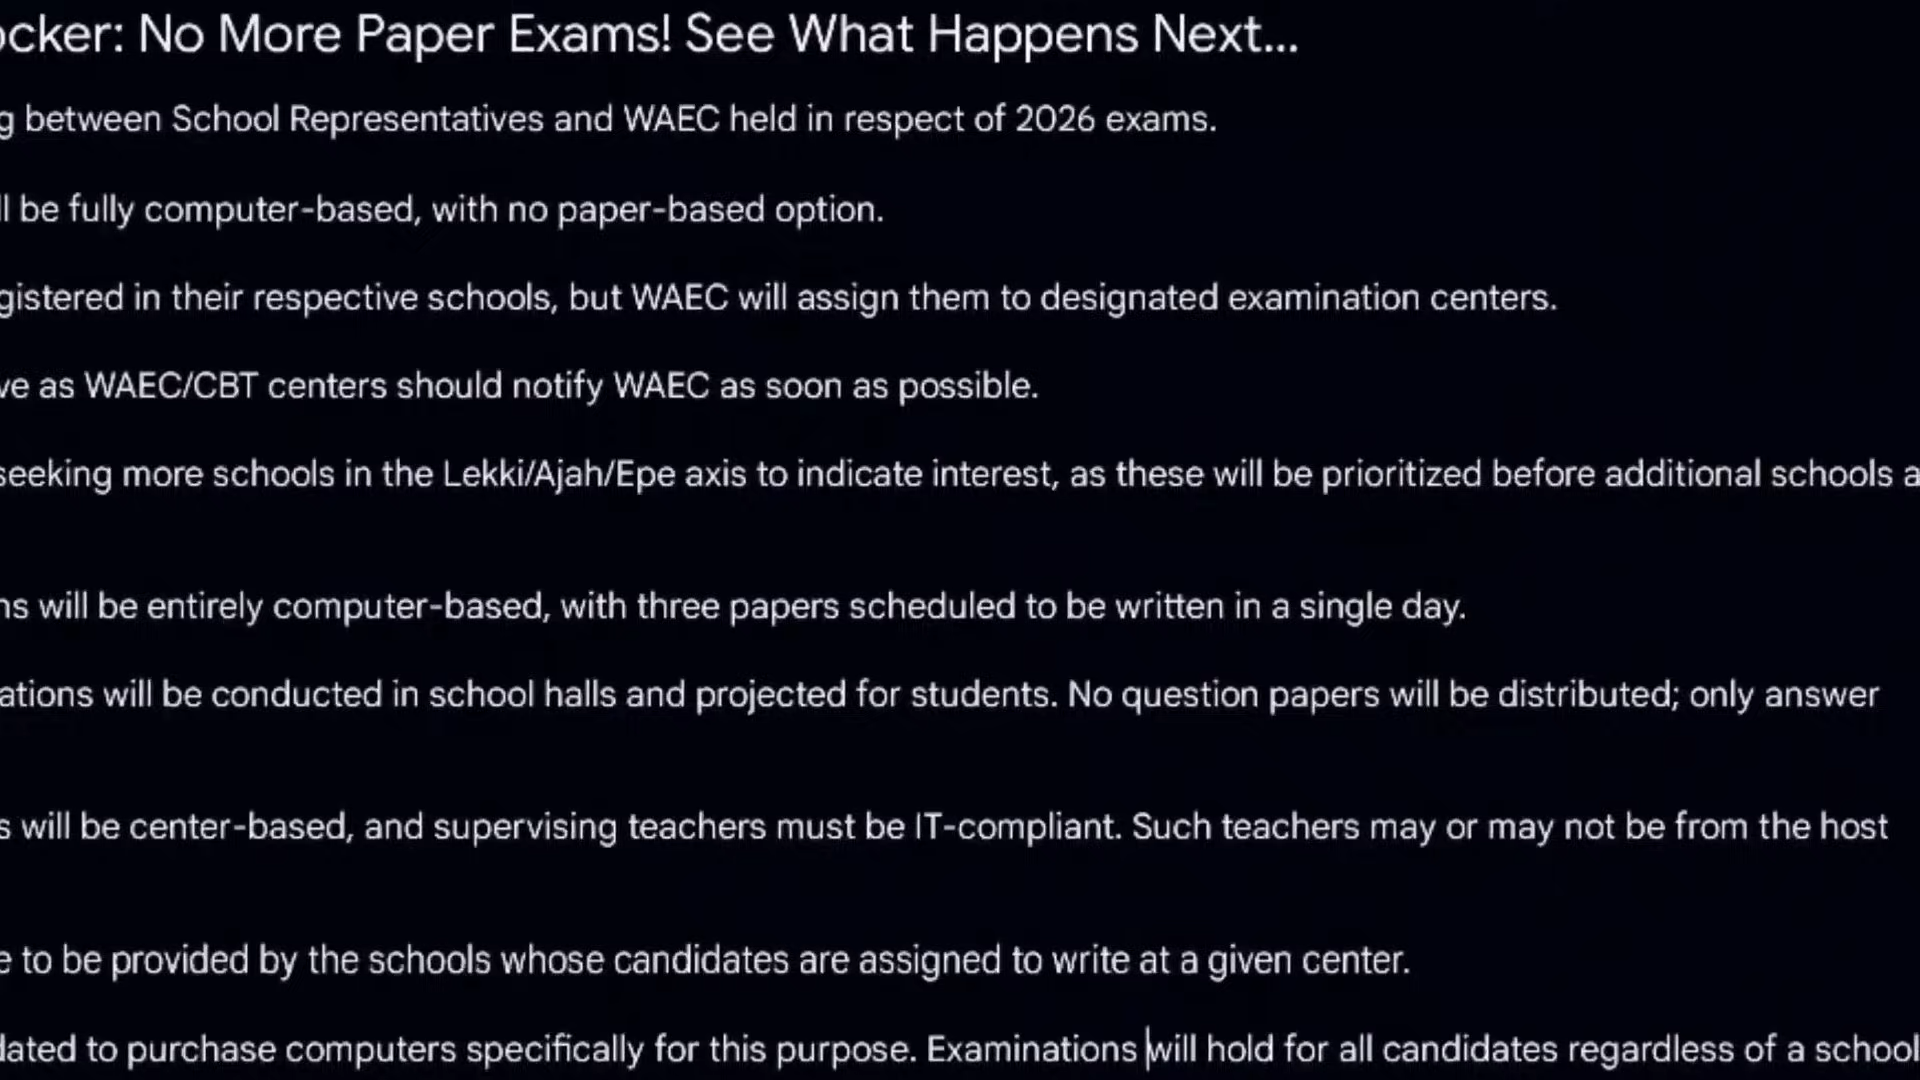 ocker: No More Paper Exams! See What Happens Next...
g between School Representatives and WAEC held in respect of 2026 exams.
ll be fully computer-based, with no paper-based option.
gistered in their respective schools, but WAEC will assign them to designated examination centers.
ve as WAEC/CBT centers should notify WAEC as soon as possible.
seeking more schools in the Lekki/Ajah/Epe axis to indicate interest, as these will be prioritized before additional schools a
ns will be entirely computer-based, with three papers scheduled to be written in a single day.
ations will be conducted in school halls and projected for students. No question papers will be distributed; only answer
s will be center-based, and supervising teachers must be IT-compliant. Such teachers may or may not be from the host
e to be provided by the schools whose candidates are assigned to write at a given center.
dated to purchase computers specifically for this purpose. Examinations will hold for all candidates regardless of a school